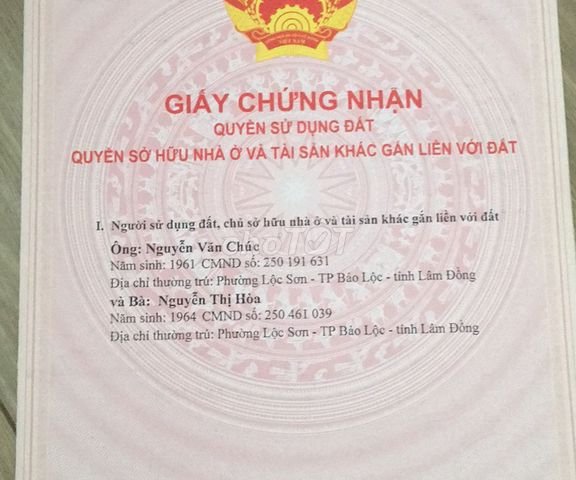 VIỆT NAM
GIẤY CHỨNG NHẬN
QUYỀN SỬ DỤNG ĐẤT
QUYỀN SỞ HỮU NHÀ Ở VÀ TÀI SẢN KHÁC GẮN LIỀN VỚI ĐẤT
I. Người sử dụng đất, chủ sở hữu nhà ở và tài sản khác gắn liền với đất
Ông: Nguyễn Văn Chúc
Năm sinh: 1961 CMND số: 250 191 631
Địa chỉ thường trú: Phường Lộc Sơn - TP Bảo Lộc - tỉnh Lâm Đồng
và Bà: Nguyễn Thị Hòa
Năm sinh: 1964 CMND số: 250 461 039
Địa chỉ thường trú: Phường Lộc Sơn - TP Bảo Lộc - tỉnh Lâm Đồng